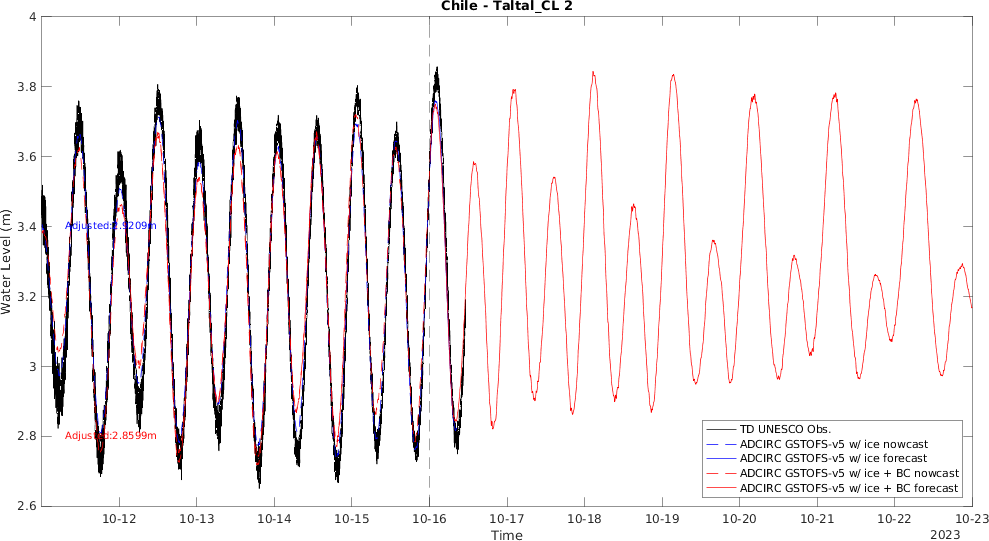 Chile - Taltal_CL 2
Water Level (m)
4
3.8
3.6
3.4
3.2
3
2.8
2.6
Adjusted:2.9209m
Adjusted:2.8599m
TD UNESCO Obs.
ADCIRC GSTOFS-v5 w/ ice nowcast
ADCIRC GSTOFS-v5 w/ ice forecast
ADCIRC GSTOFS-v5 w/ ice + BC nowcast
ADCIRC GSTOFS-v5 w/ ice + BC forecast
10-12 10-13 10-14 10-15 10-16 10-17 10-18 10-19 10-20 10-21 10-22 10-23
Time
2023